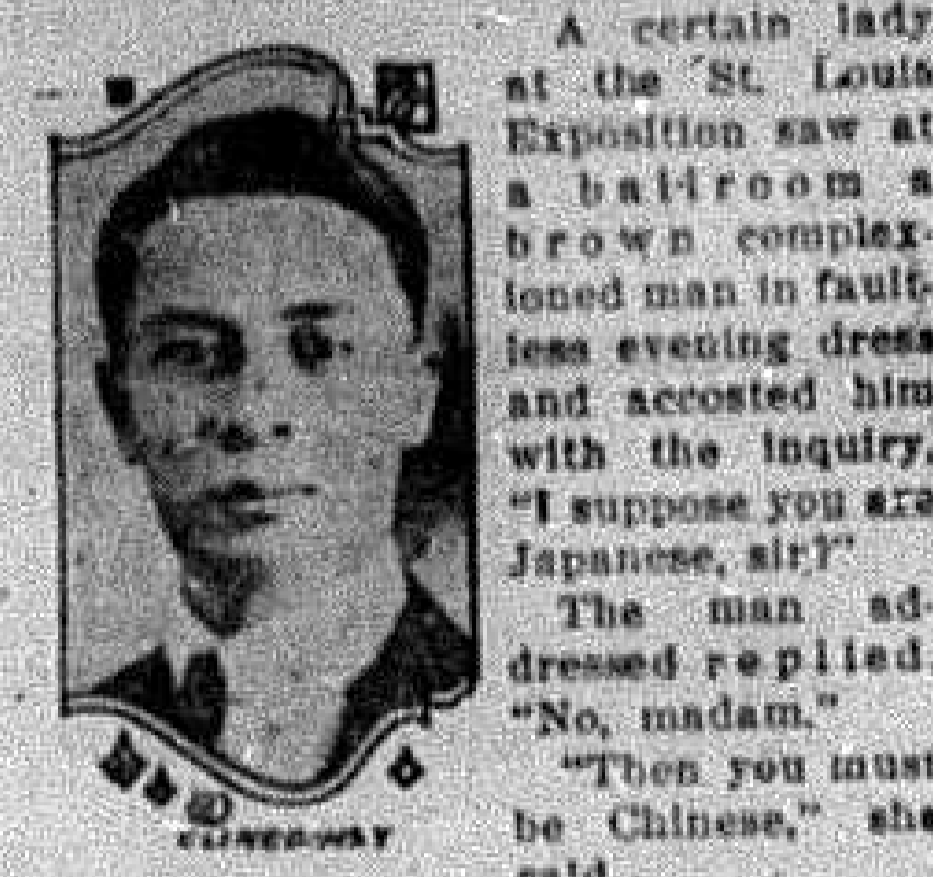 A certain lady
at the St. Louis
Exposition saw at
a ballroom a
brown complex-
ioned man in fault-
less evening dress
and accosted him
with the inquiry,
"I suppose you are
Japanese, sir?"
The man ad-
dressed replied,
"No, madam."
"Then you must
be Chinese," she
said